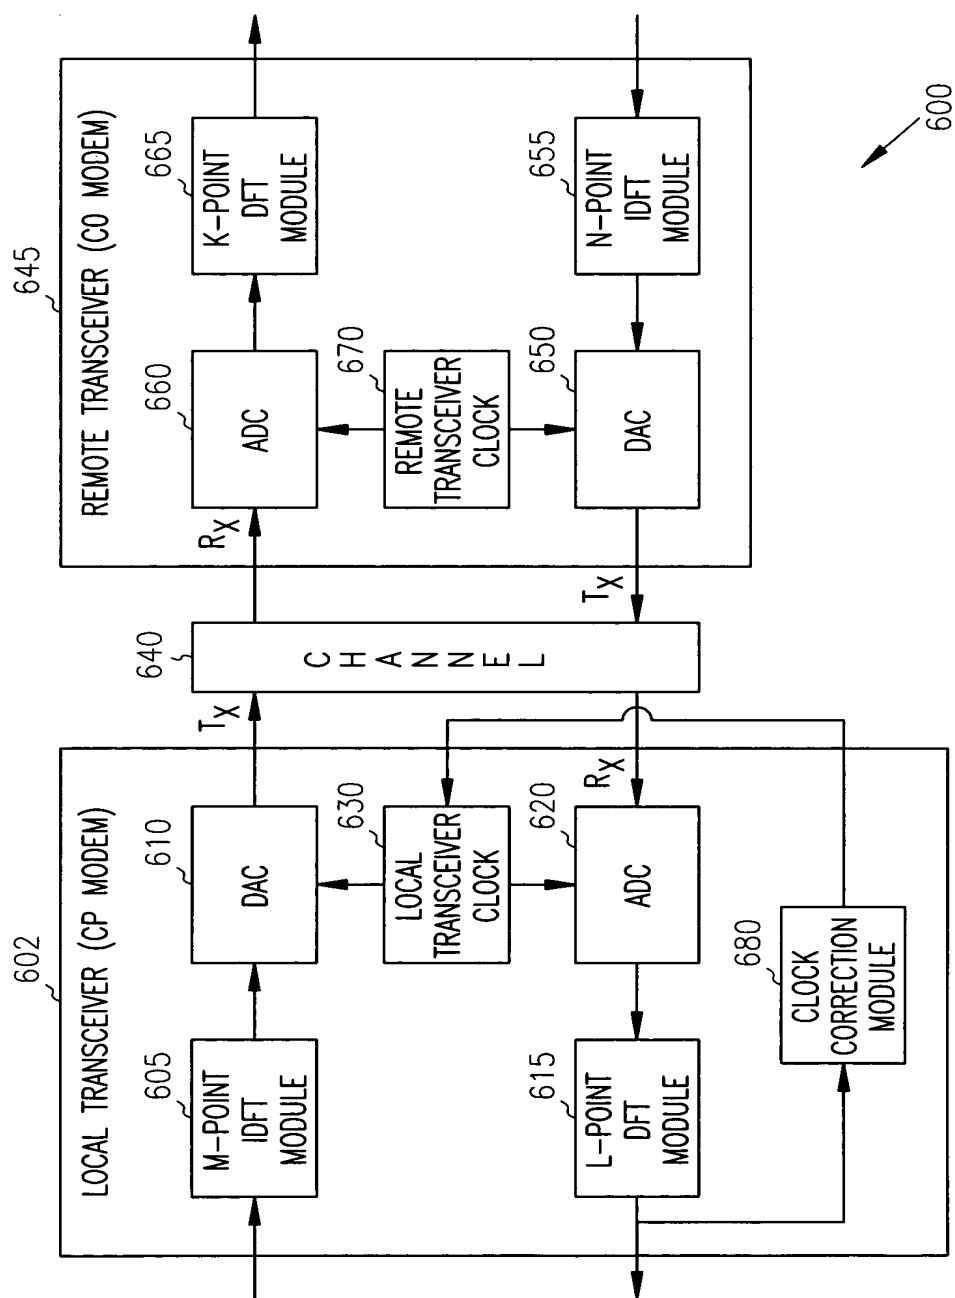 602
LOCAL TRANSCEIVER (CP MODEM)
605
M-POINT
IDFT
MODULE
610
DAC
TX
630
LOCAL
TRANSCEIVER
CLOCK
615
L-POINT
DFT
MODULE
620
ADC
RX
680
CLOCK
CORRECTION
MODULE
640
CHANNEL
645
REMOTE TRANSCEIVER (CO MODEM)
RX
660
ADC
665
K-POINT
DFT
MODULE
670
REMOTE
TRANSCEIVER
CLOCK
TX
650
DAC
655
N-POINT
IDFT
MODULE
600